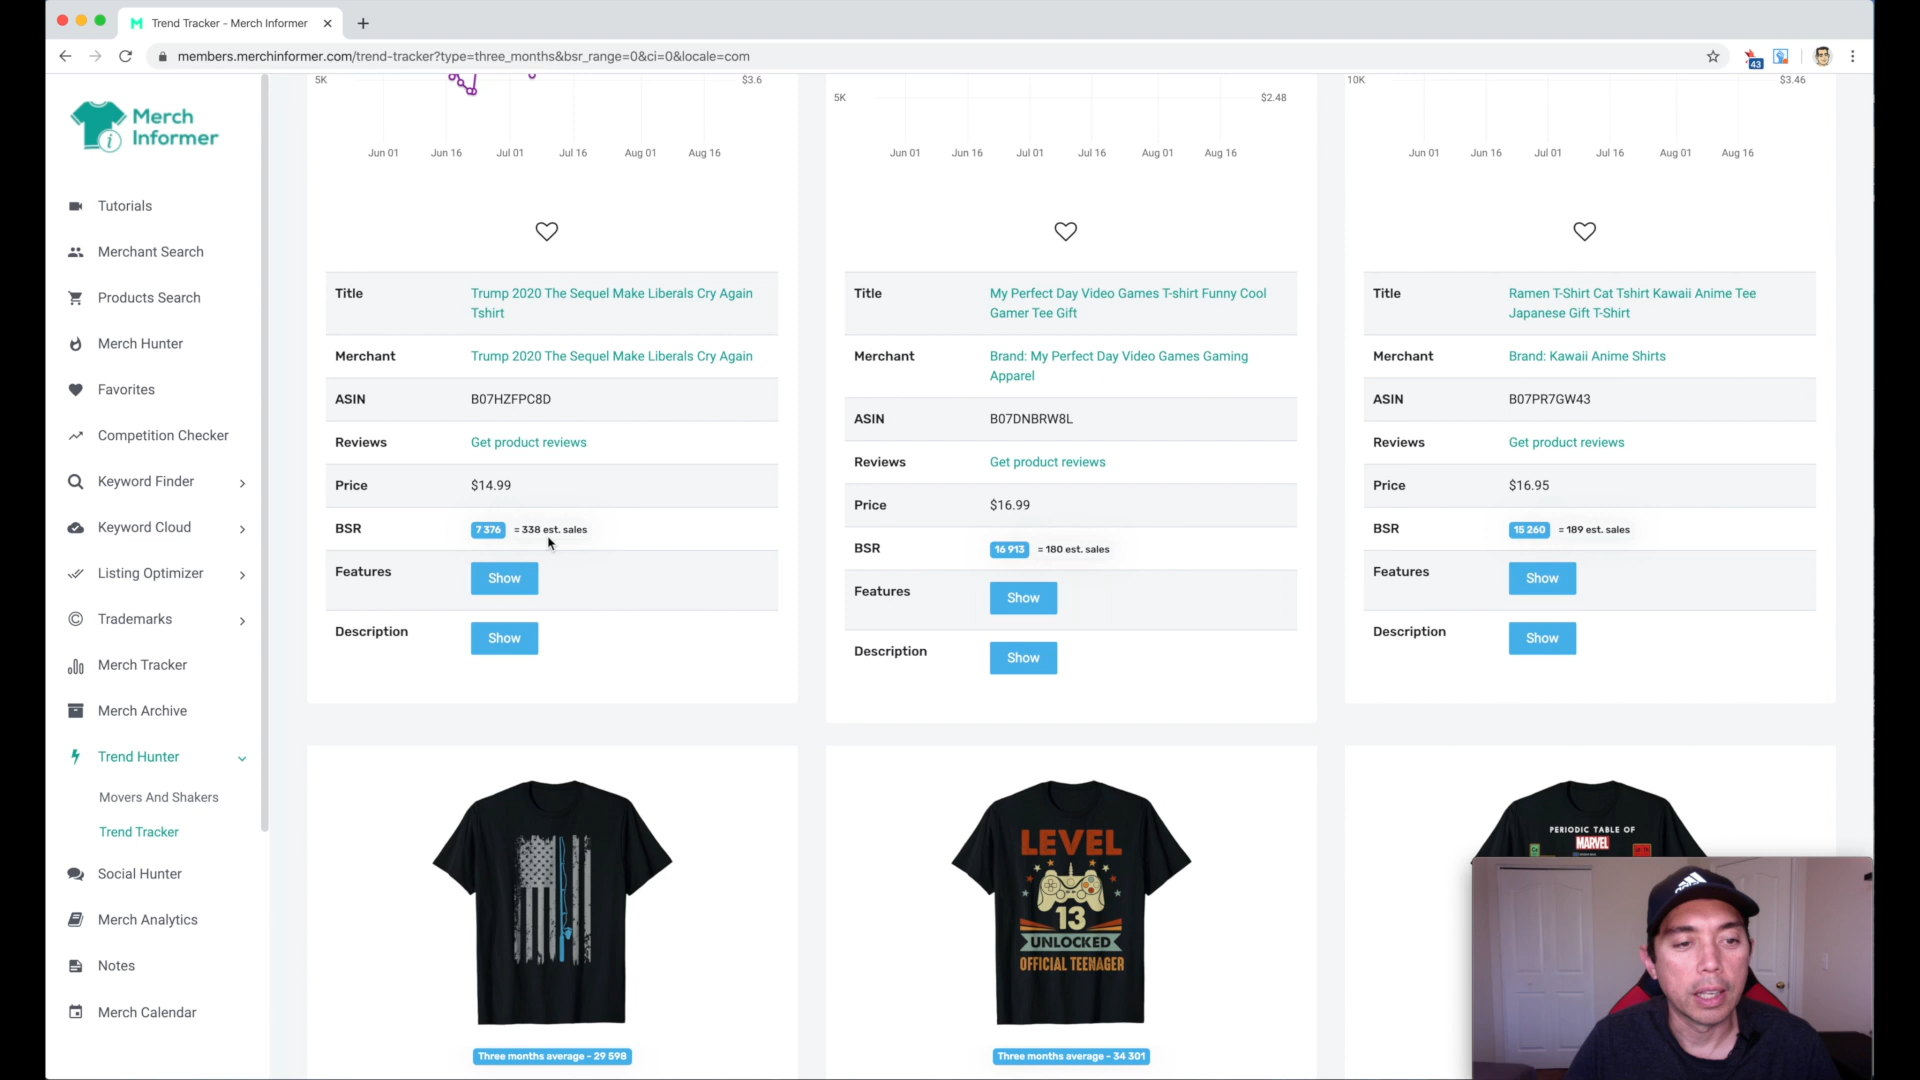 Trend Tracker - Merch Informer
members.merchinformer.com/trend-tracker?type=three_months&bsr_range=0&ci=0&locale=com
43
Merch
Informer
Tutorials
Merchant Search
Products Search
Merch Hunter
Favorites
Competition Checker
Keyword Finder
Keyword Cloud
Listing Optimizer
Trademarks
Merch Tracker
Merch Archive
Trend Hunter
Movers And Shakers
Trend Tracker
Social Hunter
Merch Analytics
Notes
Merch Calendar
5K $3.6
Jun 01 Jun 16 Jul 01 Jul 16 Aug 01 Aug 16
Title Trump 2020 The Sequel Make Liberals Cry Again
Tshirt
Merchant Trump 2020 The Sequel Make Liberals Cry Again
ASIN B07HZFPC8D
Reviews Get product reviews
Price $14.99
BSR 7 376 = 338 est. sales
Features Show
Description Show
5K $2.48
Jun 01 Jun 16 Jul 01 Jul 16 Aug 01 Aug 16
Title My Perfect Day Video Games T-shirt Funny Cool
Gamer Tee Gift
Merchant Brand: My Perfect Day Video Games Gaming
Apparel
ASIN B07DNBRW8L
Reviews Get product reviews
Price $16.99
BSR 16 913 = 180 est. sales
Features Show
Description Show
10K $3.46
Jun 01 Jun 16 Jul 01 Jul 16 Aug 01 Aug 16
Title Ramen T-Shirt Cat Tshirt Kawaii Anime Tee
Japanese Gift T-Shirt
Merchant Brand: Kawaii Anime Shirts
ASIN B07PR7GW43
Reviews Get product reviews
Price $16.95
BSR 15 260 = 189 est. sales
Features Show
Description Show
Three months average - 29 598
LEVEL
13
UNLOCKED
OFFICIAL TEENAGER
Three months average - 34 301
PERIODIC TABLE OF
MARVEL